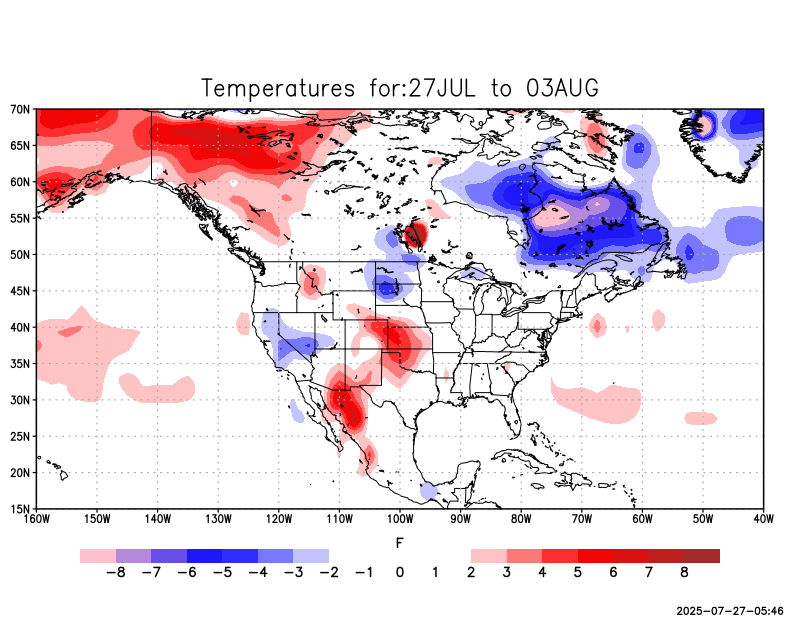 Temperatures for:27JUL to 03AUG
70N
65N
60N
55N
50N
45N
40N
35N
30N
25N
20N
15N
160W 150W 140W 130W 120W 110W 100W 90W 80W 70W 60W 50W 40W
F
−8 −7 −6 −5 −4 −3 −2 −1 0 1 2 3 4 5 6 7 8
2025-07-27-05:46